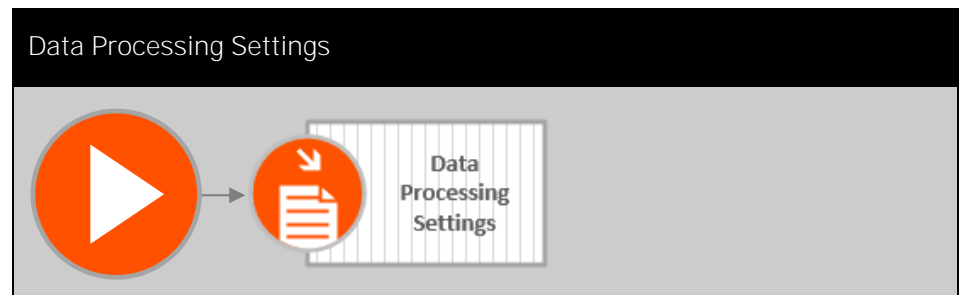 Data Processing Settings
Data
Processing
Settings